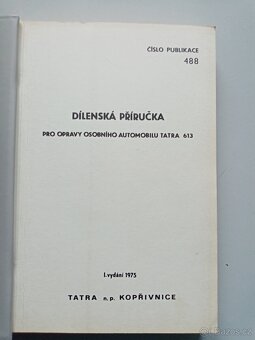 ČÍSLO PUBLIKACE
488
DÍLENSKÁ PŘÍRUČKA
PRO OPRAVY OSOBNÍHO AUTOMOBILU TATRA 613
I. vydání 1975
TATRA n. p. KOPŘIVNICE